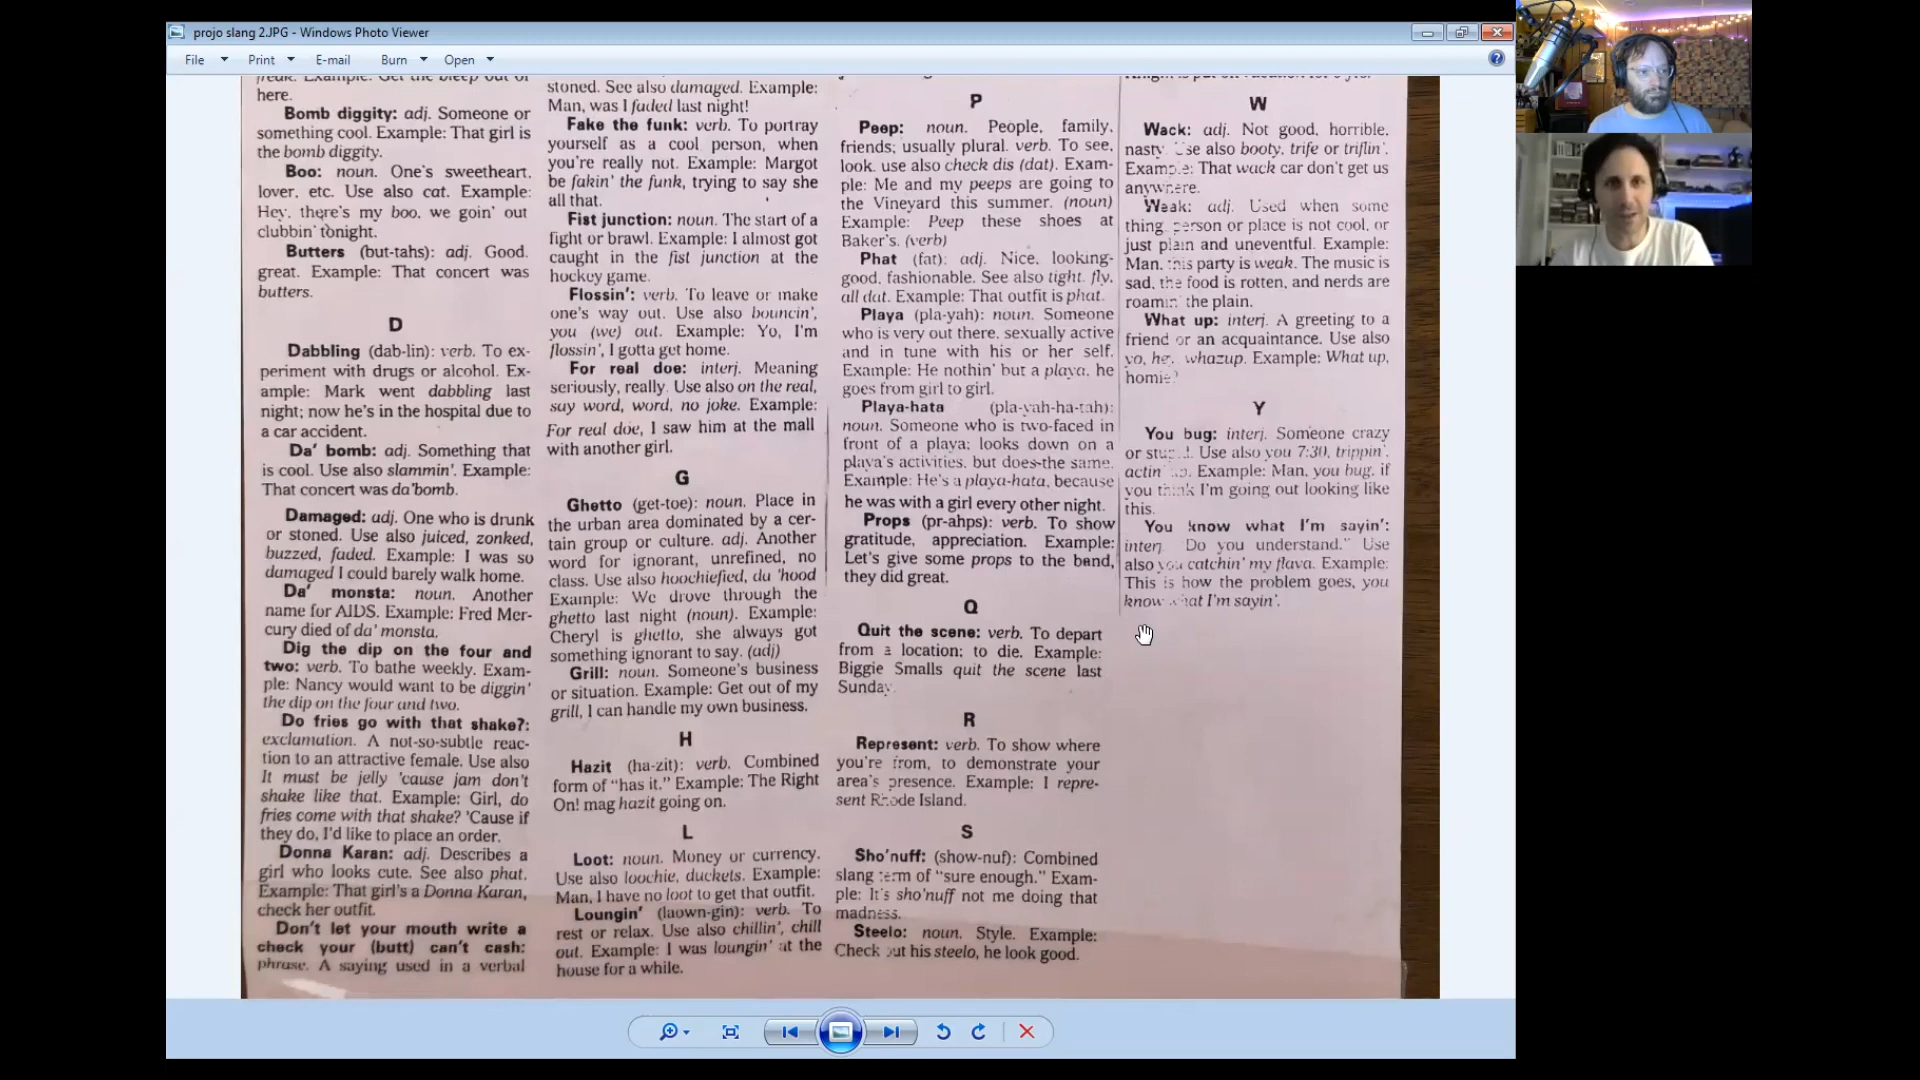 projo slang 2.JPG - Windows Photo Viewer
File Print E-mail Burn Open
freak. Example: Get the bleep out of
here.
Bomb diggity: adj. Someone or
something cool. Example: That girl is
the bomb diggity.
Boo: noun. One's sweetheart,
lover, etc. Use also cat. Example:
Hey, there's my boo, we goin' out
clubbin' tonight.
Butters (but-tahs): adj. Good,
great. Example: That concert was
butters.
D
Dabbling (dab-lin): verb. To ex-
periment with drugs or alcohol. Ex-
ample: Mark went dabbling last
night; now he's in the hospital due to
a car accident.
Da' bomb: adj. Something that
is cool. Use also slammin'. Example:
That concert was da'bomb.
Damaged: adj. One who is drunk
or stoned. Use also juiced, zonked,
buzzed, faded. Example: I was so
damaged I could barely walk home.
Da' monsta: noun. Another
name for AIDS. Example: Fred Mer-
cury died of da' monsta.
Dig the dip on the four and
two: verb. To bathe weekly. Exam-
ple: Nancy would want to be diggin'
the dip on the four and two.
Do fries go with that shake?:
exclamation. A not-so-subtle reac-
tion to an attractive female. Use also
It must be jelly 'cause jam don't
shake like that. Example: Girl, do
fries come with that shake? 'Cause if
they do, I'd like to place an order.
Donna Karan: adj. Describes a
girl who looks cute. See also phat.
Example: That girl's a Donna Karan,
check her outfit.
Don't let your mouth write a
check your (butt) can't cash:
phrase. A saying used in a verbal
stoned. See also damaged. Example:
Man, was I faded last night!
Fake the funk: verb. To portray
yourself as a cool person, when
you're really not. Example: Margot
be fakin' the funk, trying to say she
all that.
Fist junction: noun. The start of a
fight or brawl. Example: I almost got
caught in the fist junction at the
hockey game.
Flossin': verb. To leave or make
one's way out. Use also bouncin',
you (we) out. Example: Yo, I'm
flossin', I gotta get home.
For real doe: interj. Meaning
seriously, really. Use also on the real,
say word, word, no joke. Example:
For real doe, I saw him at the mall
with another girl.
G
Ghetto (get-toe): noun. Place in
the urban area dominated by a cer-
tain group or culture. adj. Another
word for ignorant, unrefined, no
class. Use also hoochiefied, du 'hood
Example: We drove through the
ghetto last night (noun). Example:
Cheryl is ghetto, she always got
something ignorant to say. (adj)
Grill: noun. Someone's business
or situation. Example: Get out of my
grill, I can handle my own business.
H
Hazit (ha-zit): verb. Combined
form of "has it." Example: The Right
On! mag hazit going on.
L
Loot: noun. Money or currency.
Use also loochie, duckets. Example:
Man, I have no loot to get that outfit.
Loungin' (laown-gin): verb. To
rest or relax. Use also chillin', chill
out. Example: I was loungin' at the
house for a while.
P
Peep: noun. People, family,
friends; usually plural. verb. To see,
look. use also check dis (dat). Exam-
ple: Me and my peeps are going to
the Vineyard this summer. (noun)
Example: Peep these shoes at
Baker's. (verb)
Phat (fat): adj. Nice, looking-
good, fashionable. See also tight, fly,
all dat. Example: That outfit is phat.
Playa (pla-yah): noun. Someone
who is very out there, sexually active
and in tune with his or her self.
Example: He nothin' but a playa, he
goes from girl to girl.
Playa-hata (pla-yah-ha-tah):
noun. Someone who is two-faced in
front of a playa; looks down on a
playa's activities, but does the same.
Example: He's a playa-hata, because
he was with a girl every other night.
Props (pr-ahps): verb. To show
gratitude, appreciation. Example:
Let's give some props to the band,
they did great.
Q
Quit the scene: verb. To depart
from a location; to die. Example:
Biggie Smalls quit the scene last
Sunday.
R
Represent: verb. To show where
you're from, to demonstrate your
area's presence. Example: I repre-
sent Rhode Island.
S
Sho'nuff: (show-nuf): Combined
slang term of "sure enough." Exam-
ple: It's sho'nuff not me doing that
madness.
Steelo: noun. Style. Example:
Check out his steelo, he look good.
W
Wack: adj. Not good, horrible,
nasty. Use also booty, trife or triflin'.
Example: That wack car don't get us
anywhere.
Weak: adj. Used when some
thing, person or place is not cool, or
just plain and uneventful. Example:
Man, this party is weak. The music is
sad, the food is rotten, and nerds are
roamin' the plain.
What up: interj. A greeting to a
friend or an acquaintance. Use also
yo, hey, whazup. Example: What up,
homie?
Y
You bug: interj. Someone crazy
or stupid. Use also you 7:30, trippin',
actin' up. Example: Man, you bug, if
you think I'm going out looking like
this.
You know what I'm sayin':
interj. "Do you understand." Use
also you catchin' my flava. Example:
This is how the problem goes, you
know what I'm sayin'.